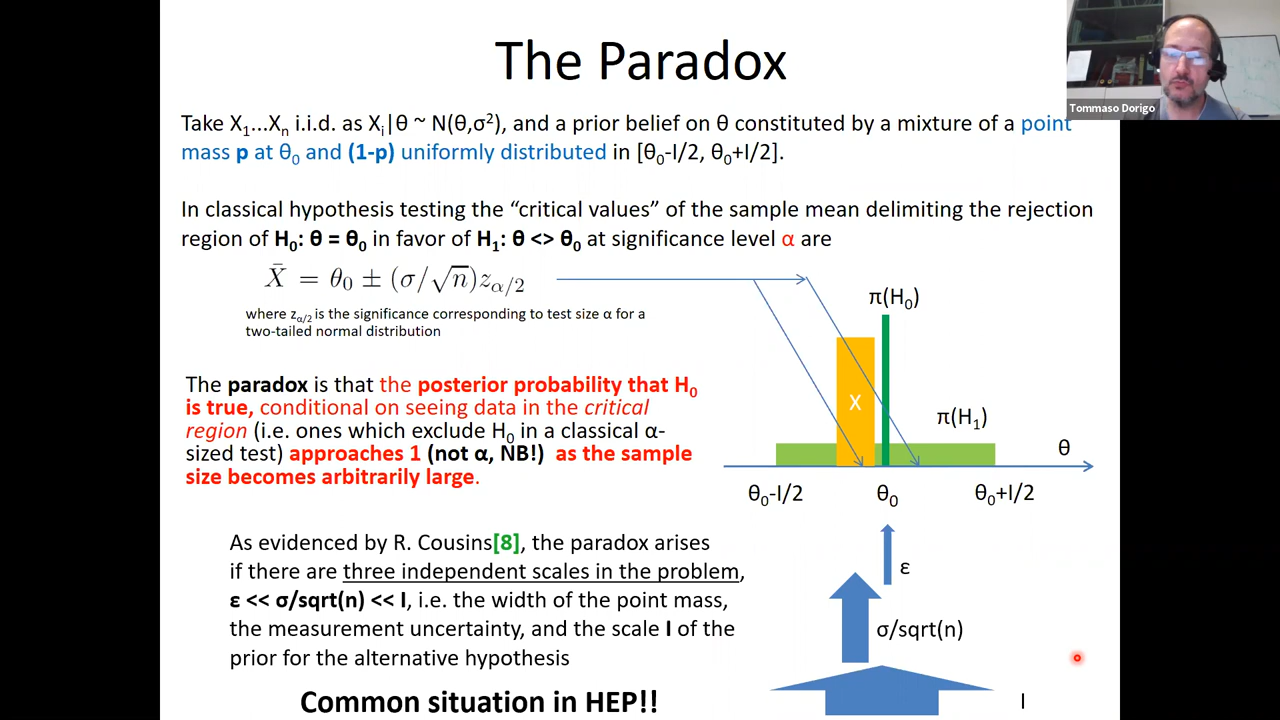 The Paradox
Tommaso Dorigo
Take X1...Xn i.i.d. as Xi|θ ~ N(θ,σ2), and a prior belief on θ constituted by a mixture of a point
mass p at θ0 and (1-p) uniformly distributed in [θ0-I/2, θ0+I/2].
In classical hypothesis testing the “critical values” of the sample mean delimiting the rejection
region of H0: θ = θ0 in favor of H1: θ <> θ0 at significance level α are
X̄ = θ0 ± (σ/√n)zα/2
where zα/2 is the significance corresponding to test size α for a
two-tailed normal distribution
π(H0)
X
π(H1)
θ
θ0-I/2
θ0
θ0+I/2
The paradox is that the posterior probability that H0
is true, conditional on seeing data in the critical
region (i.e. ones which exclude H0 in a classical α-
sized test) approaches 1 (not α, NB!) as the sample
size becomes arbitrarily large.
As evidenced by R. Cousins[8], the paradox arises
if there are three independent scales in the problem,
ε << σ/sqrt(n) << I, i.e. the width of the point mass,
the measurement uncertainty, and the scale I of the
prior for the alternative hypothesis
ε
σ/sqrt(n)
I
Common situation in HEP!!